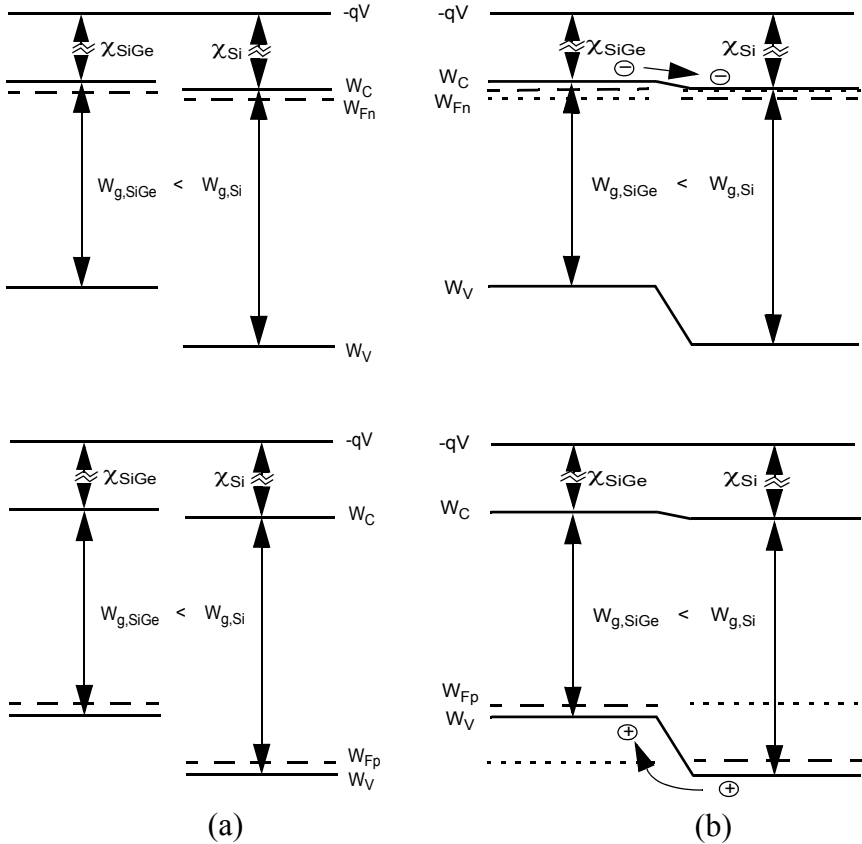 -qV
χSiGe
χSi
WC
WFn
Wg,SiGe < Wg,Si
WV
-qV
χSiGe
χSi
WC
WFn
Wg,SiGe < Wg,Si
WV
-qV
χSiGe
χSi
WC
Wg,SiGe < Wg,Si
WFp
WV
-qV
χSiGe
χSi
WC
Wg,SiGe < Wg,Si
WFp
WV
(a)
(b)